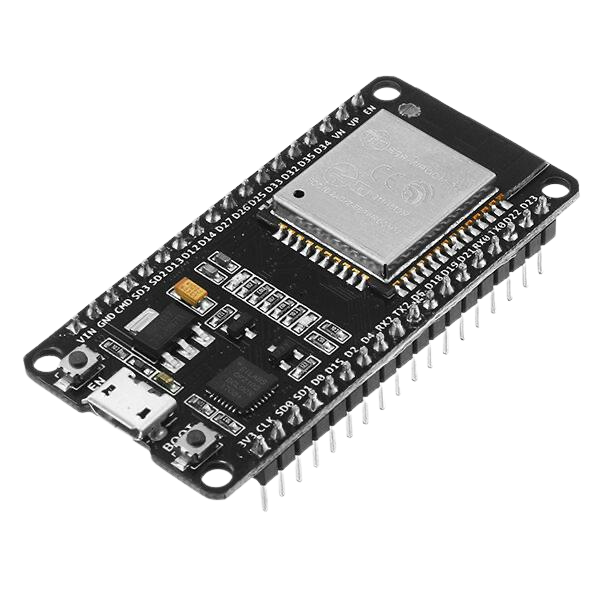 EN
VP
VN
D34
D35
D32
D33
D25
D26
D27
D14
D12
D13
SD2
SD3
CMD
GND
VIN
EN
BOOT
3V3
CLK
SD0
SD1
D0
D15
D2
D4
RX2
TX2
D5
D18
D19
D21
RX0
TX0
D22
D23